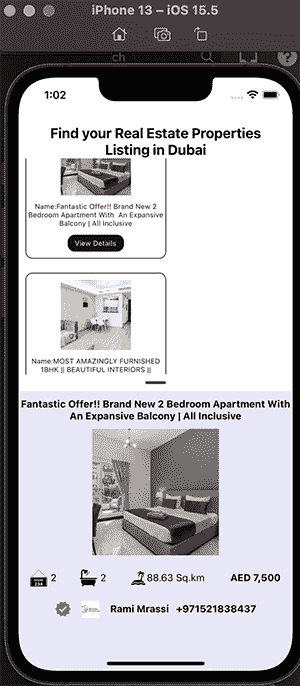 iPhone 13 – iOS 15.5
ch
1:02
Find your Real Estate Properties
Listing in Dubai
Name:Fantastic Offer!! Brand New 2
Bedroom Apartment With An Expansive
Balcony | All Inclusive
View Details
Name:MOST AMAZINGLY FURNISHED
1BHK || BEAUTIFUL INTERIORS ||
Fantastic Offer!! Brand New 2 Bedroom Apartment With
An Expansive Balcony | All Inclusive
2 2 88.63 Sq.km AED 7,500
Rami Mrassi +971521838437